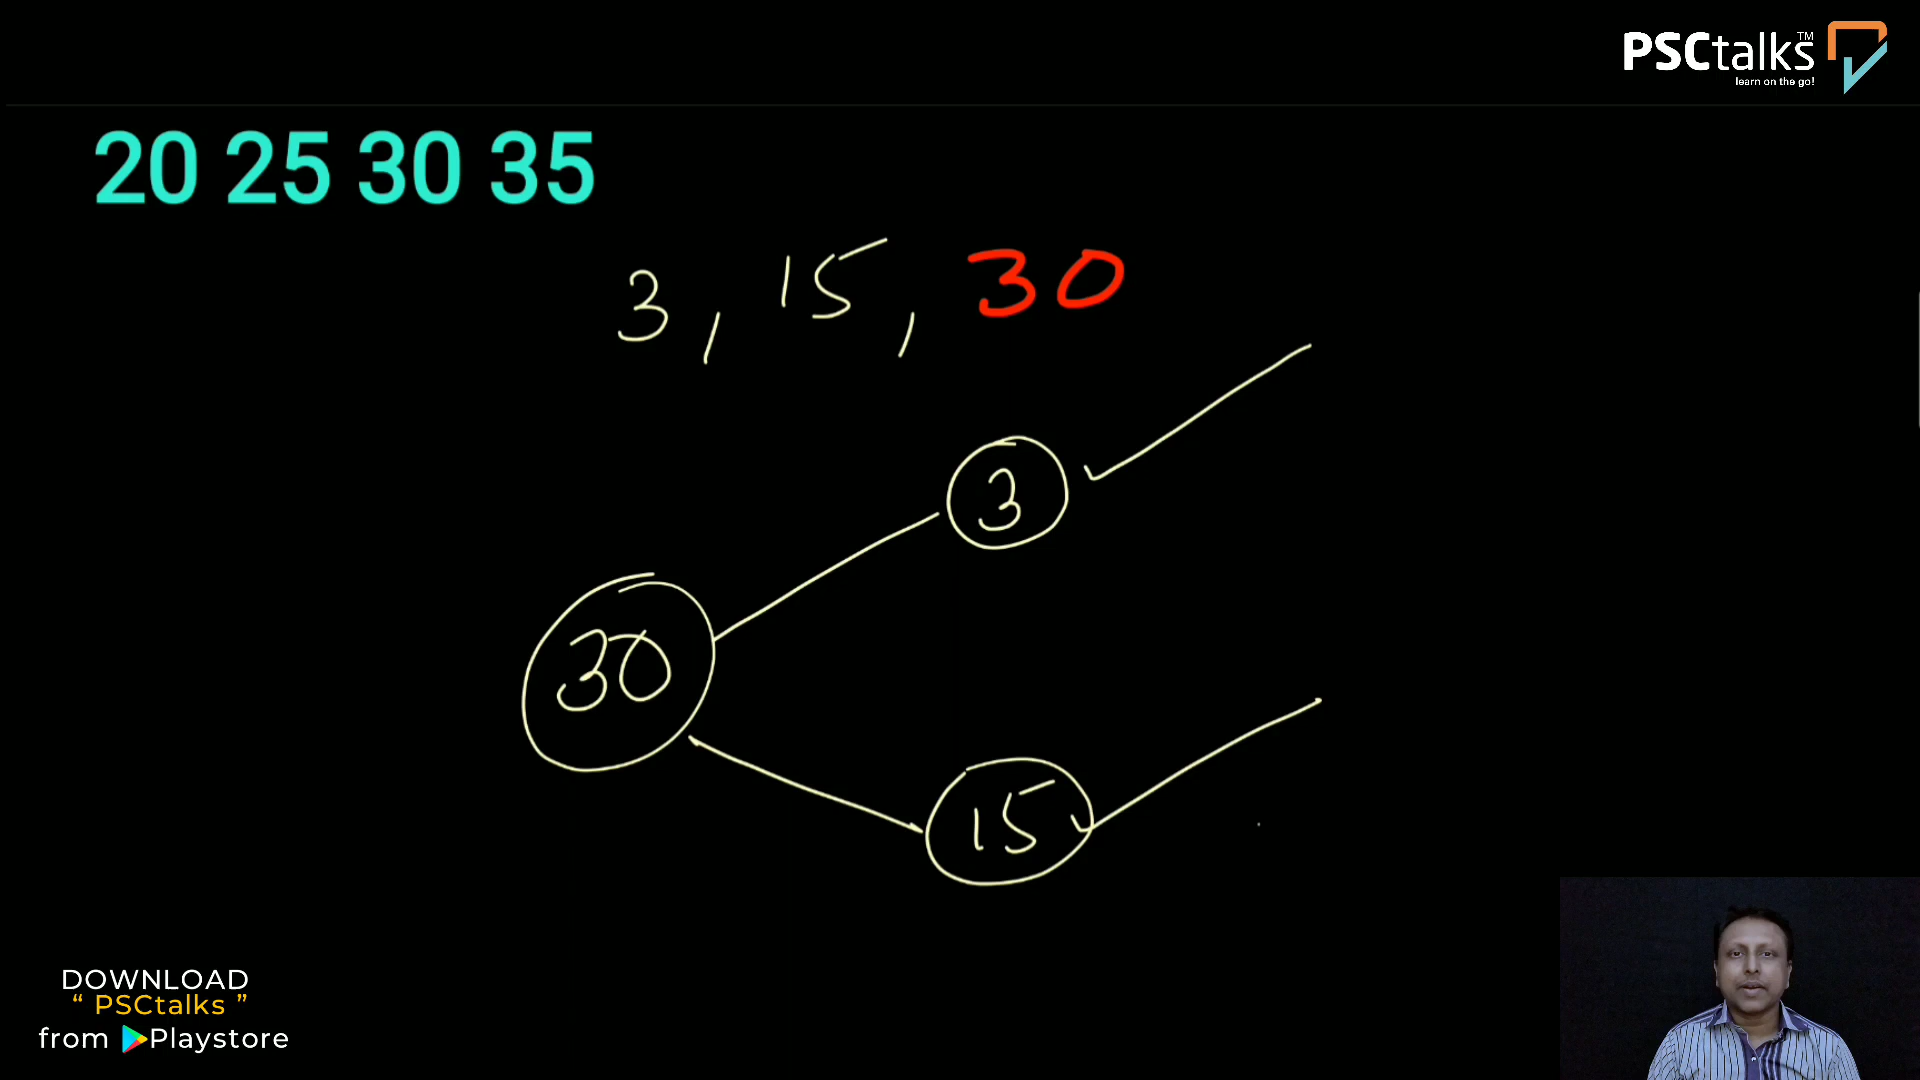 PSCtalks™
learn on the go!
20 25 30 35
3, 15, 30
3
30
15
DOWNLOAD
“ PSCtalks ”
from Playstore